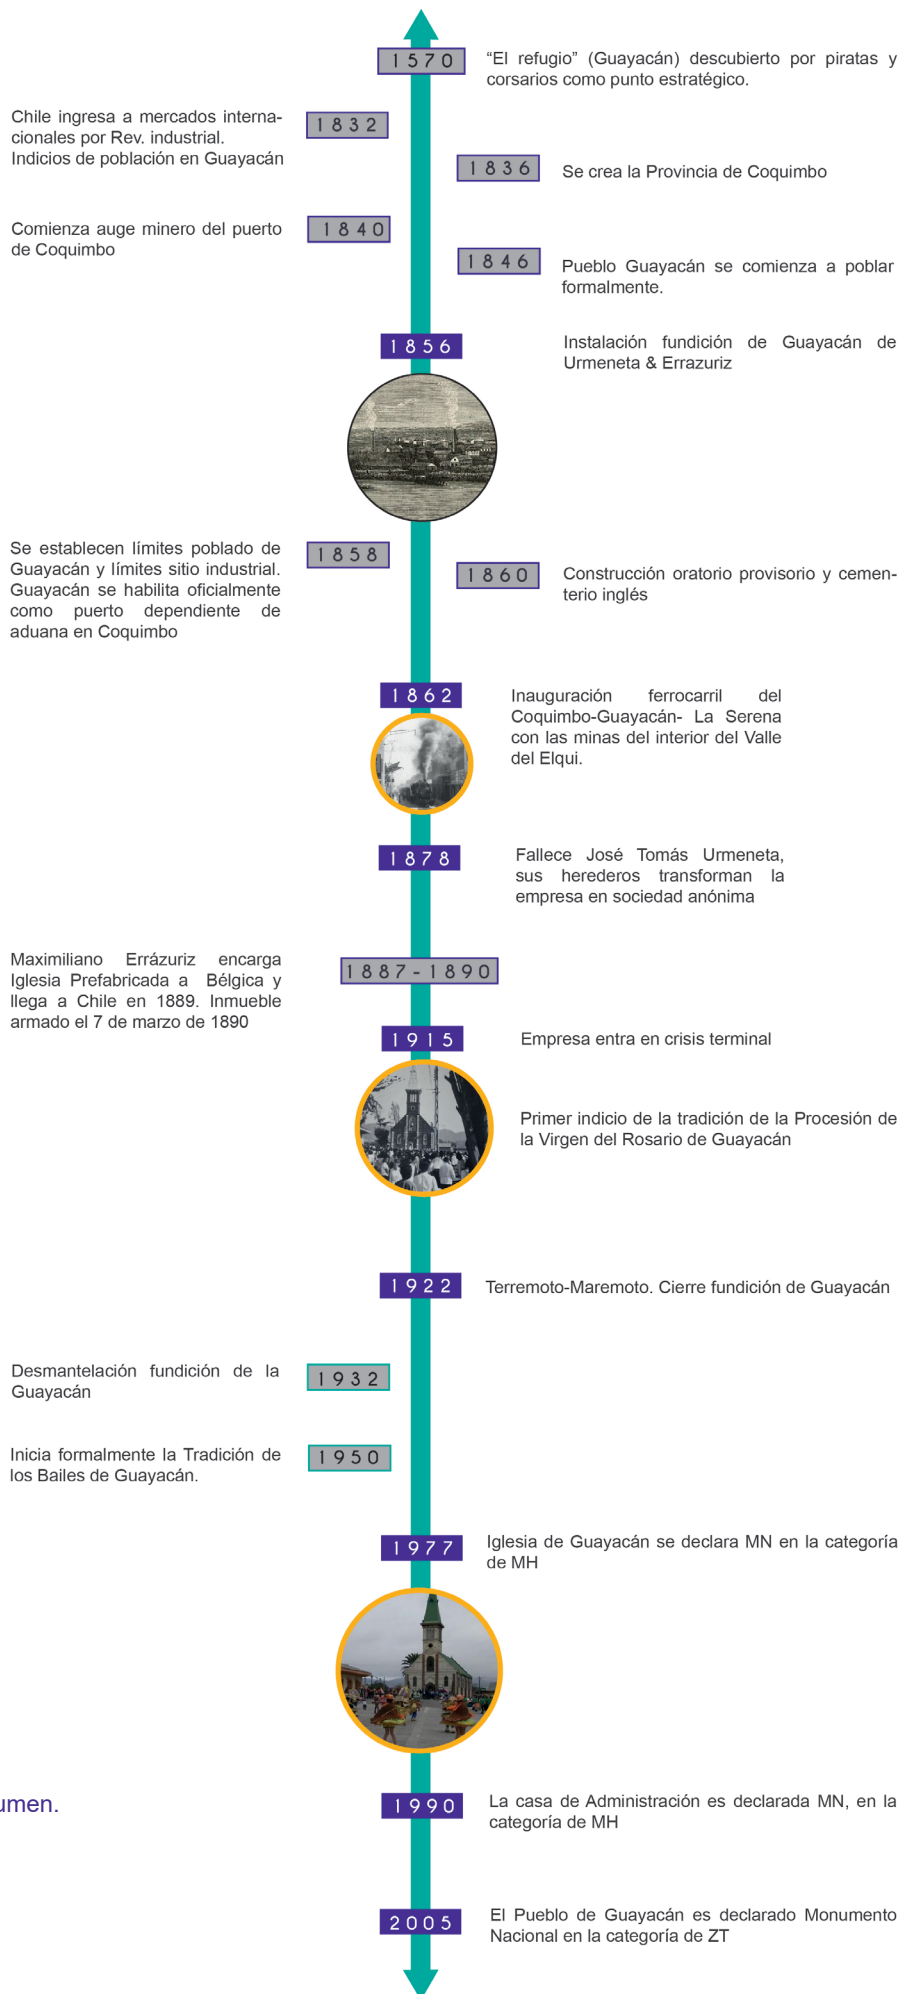 1570
“El refugio” (Guayacán) descubierto por piratas y
corsarios como punto estratégico.
Chile ingresa a mercados interna-
cionales por Rev. industrial.
Indicios de población en Guayacán
1832
1836
Se crea la Provincia de Coquimbo
Comienza auge minero del puerto
de Coquimbo
1840
1846
Pueblo Guayacán se comienza a poblar
formalmente.
1856
Instalación fundición de Guayacán de
Urmeneta & Errazuriz
Se establecen límites poblado de
Guayacán y límites sitio industrial.
Guayacán se habilita oficialmente
como puerto dependiente de
aduana en Coquimbo
1858
1860
Construcción oratorio provisorio y cemen-
terio inglés
1862
Inauguración ferrocarril del
Coquimbo-Guayacán- La Serena
con las minas del interior del Valle
del Elqui.
1878
Fallece José Tomás Urmeneta,
sus herederos transforman la
empresa en sociedad anónima
Maximiliano Errázuriz encarga
Iglesia Prefabricada a Bélgica y
llega a Chile en 1889. Inmueble
armado el 7 de marzo de 1890
1887-1890
1915
Empresa entra en crisis terminal
Primer indicio de la tradición de la Procesión de
la Virgen del Rosario de Guayacán
1922
Terremoto-Maremoto. Cierre fundición de Guayacán
Desmantelación fundición de la
Guayacán
1932
Inicia formalmente la Tradición de
los Bailes de Guayacán.
1950
1977
Iglesia de Guayacán se declara MN en la categoría
de MH
umen.
1990
La casa de Administración es declarada MN, en la
categoría de MH
2005
El Pueblo de Guayacán es declarado Monumento
Nacional en la categoría de ZT